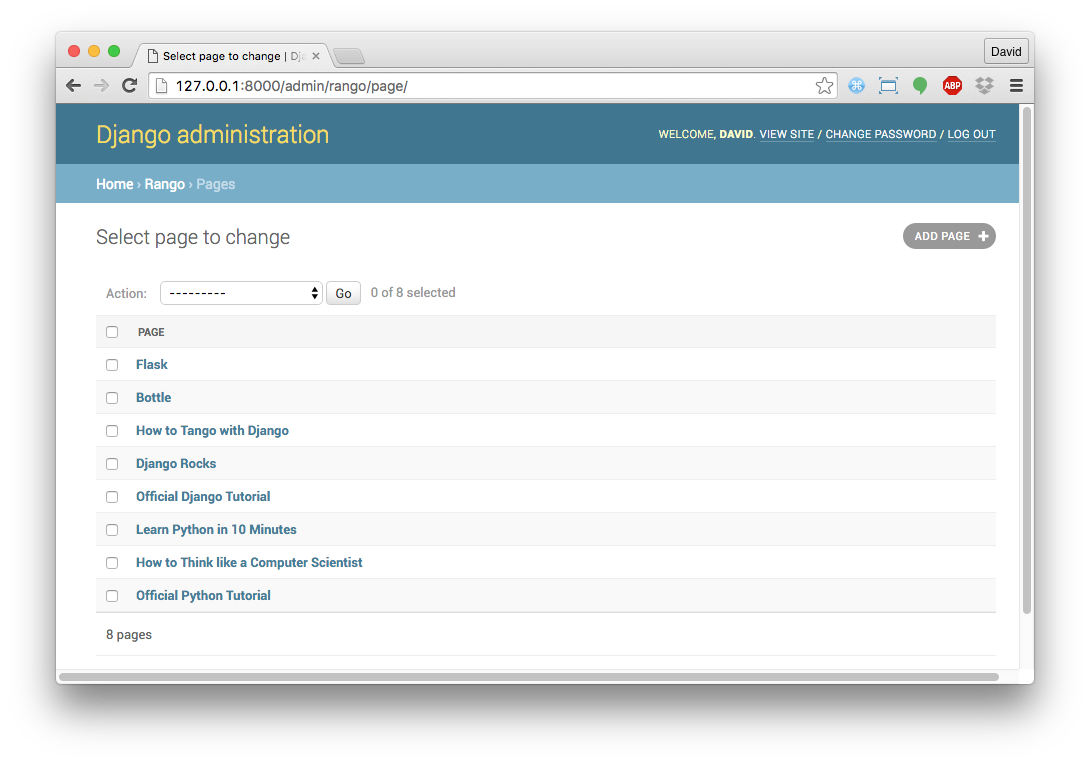 Select page to change | Dja
David
127.0.0.1:8000/admin/rango/page/
ABP
Django administration
WELCOME, DAVID. VIEW SITE / CHANGE PASSWORD / LOG OUT
Home › Rango › Pages
Select page to change
ADD PAGE +
Action: --------- Go 0 of 8 selected
PAGE
Flask
Bottle
How to Tango with Django
Django Rocks
Official Django Tutorial
Learn Python in 10 Minutes
How to Think like a Computer Scientist
Official Python Tutorial
8 pages